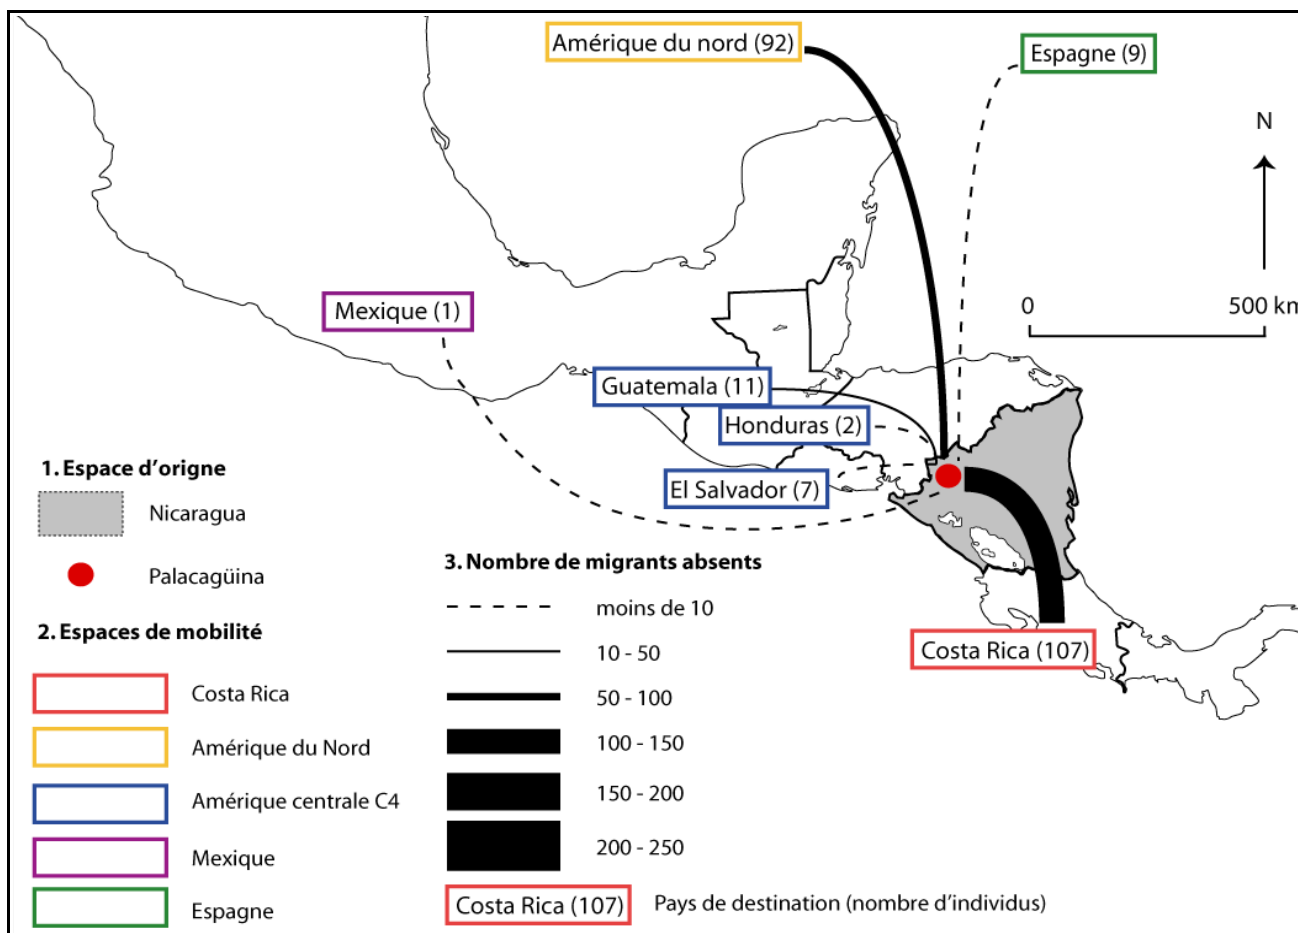 Amérique du nord (92)
Espagne (9)
N
0
500 km
Mexique (1)
Guatemala (11)
Honduras (2)
El Salvador (7)
Costa Rica (107)
1. Espace d’origne
Nicaragua
Palacagüina
2. Espaces de mobilité
Costa Rica
Amérique du Nord
Amérique centrale C4
Mexique
Espagne
3. Nombre de migrants absents
moins de 10
10 - 50
50 - 100
100 - 150
150 - 200
200 - 250
Costa Rica (107)
Pays de destination (nombre d’individus)